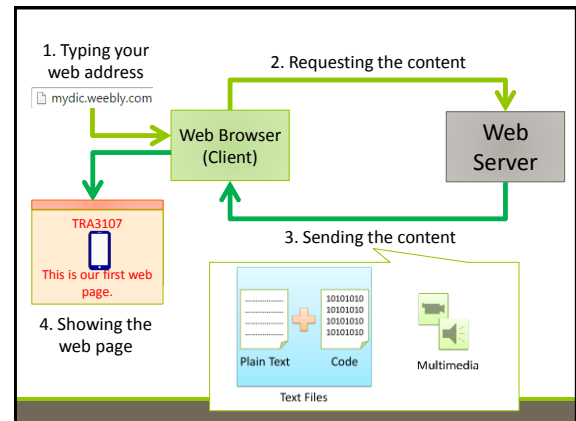 1. Typing your
web address
mydic.weebly.com
2. Requesting the content
Web Browser
(Client)
Web
Server
TRA3107
This is our first web
page.
3. Sending the content
4. Showing the
web page
10101010
10101010
10101010
10101010
Plain Text
Code
Multimedia
Text Files